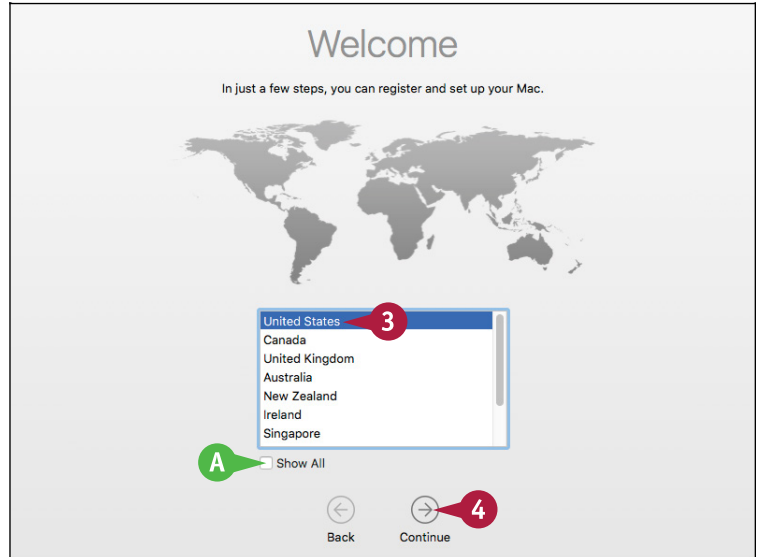 Welcome
In just a few steps, you can register and set up your Mac.
United States 3
Canada
United Kingdom
Australia
New Zealand
Ireland
Singapore
A Show All
4
Back Continue